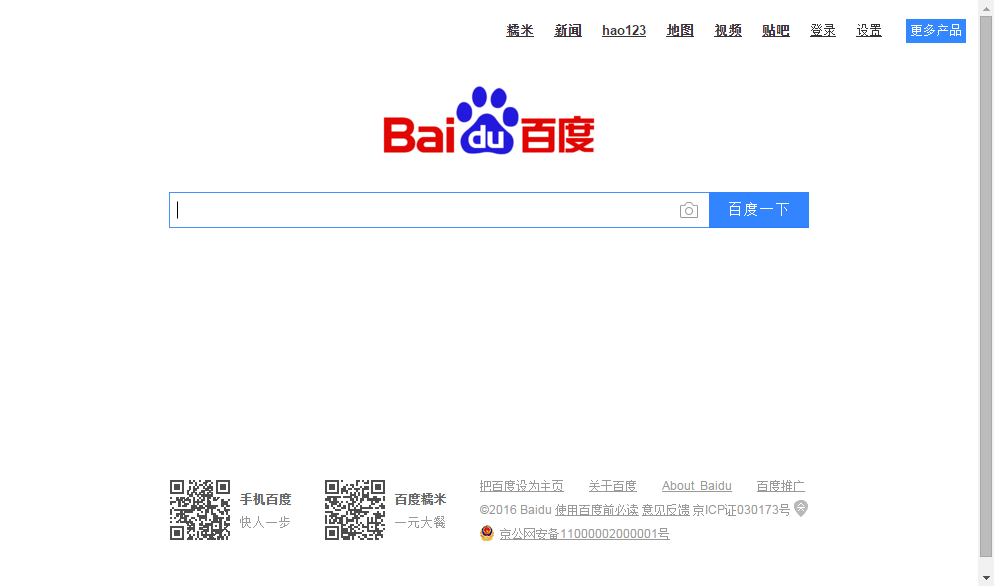 糯米 新闻 hao123 地图 视频 贴吧 登录 设置 更多产品
Bai du 百度
百度一下
手机百度
快人一步
百度糯米
一元大餐
把百度设为主页 关于百度 About Baidu 百度推广
©2016 Baidu 使用百度前必读 意见反馈 京ICP证030173号
京公网安备11000002000001号